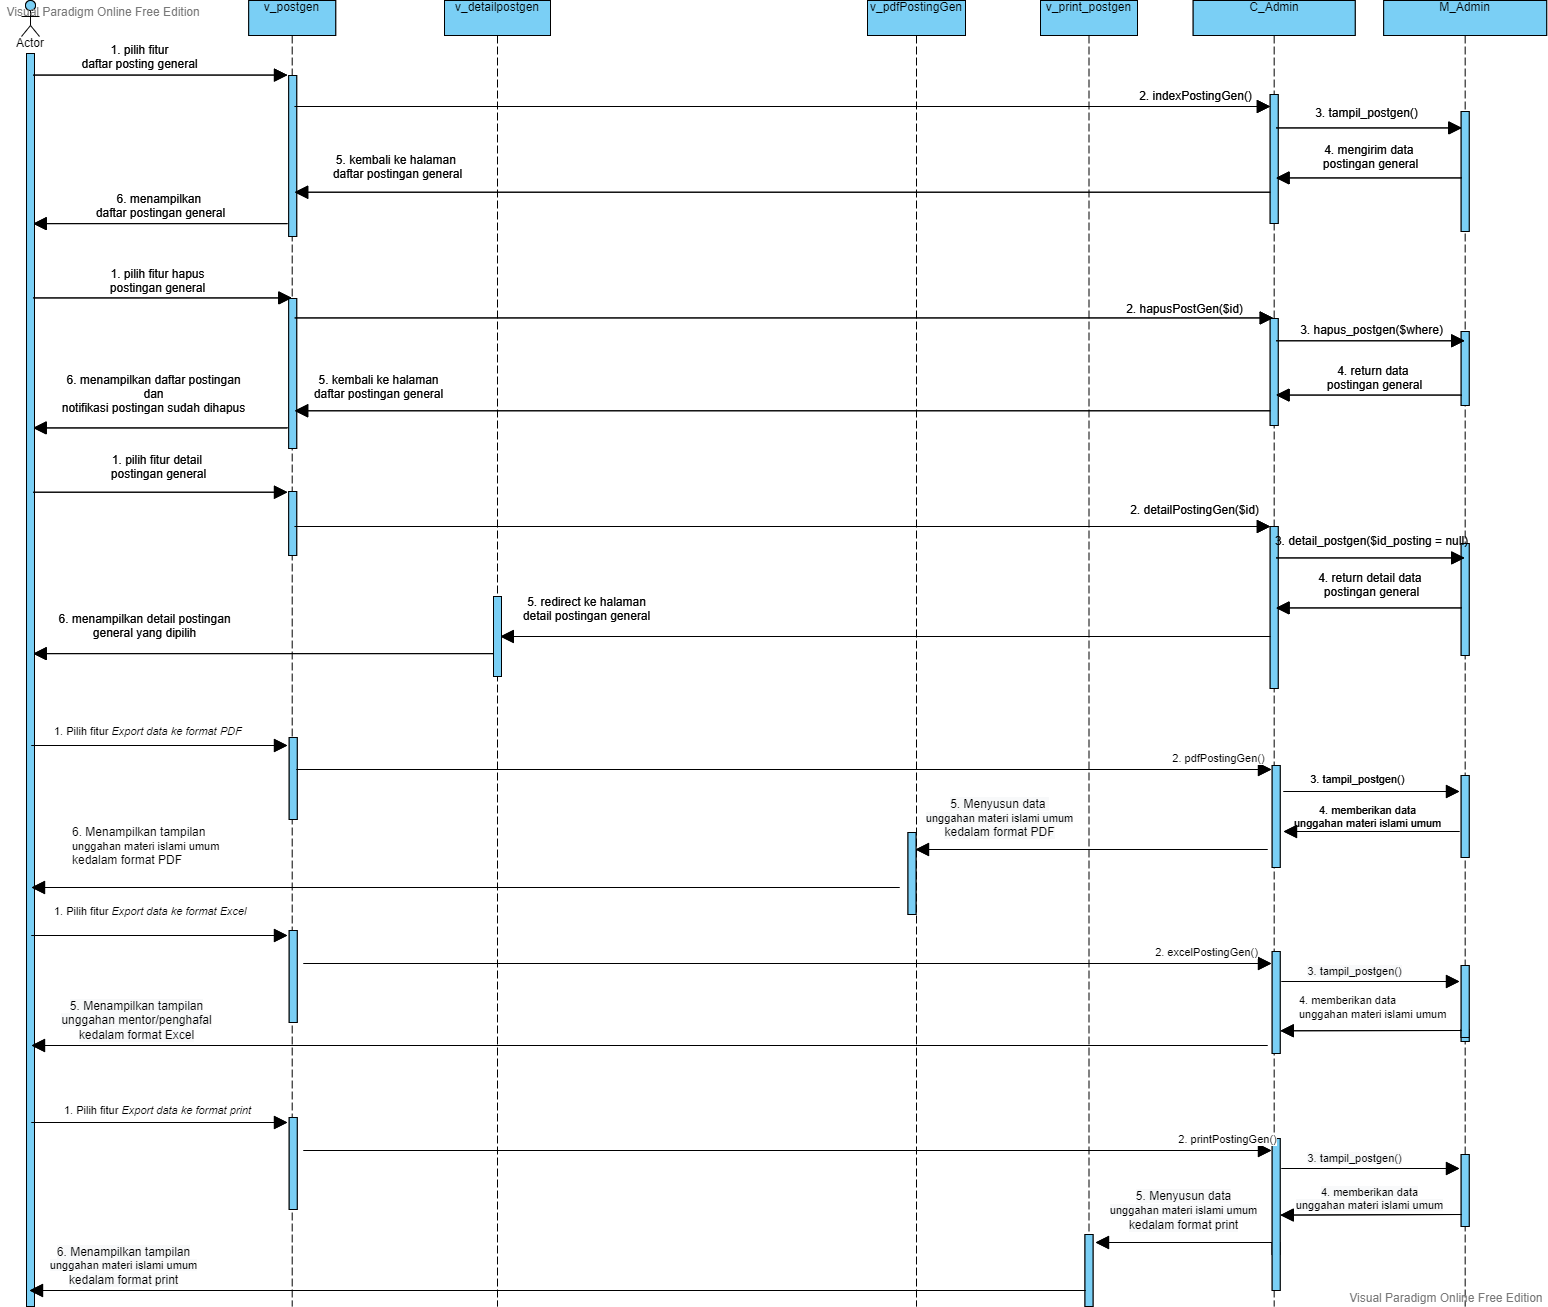 Visual Paradigm Online Free Edition
v_postgen
v_detailpostgen
v_pdfPostingGen
v_print_postgen
C_Admin
M_Admin
Actor
1. pilih fitur
daftar posting general
2. indexPostingGen()
3. tampil_postgen()
4. mengirim data
postingan general
5. kembali ke halaman
daftar postingan general
6. menampilkan
daftar postingan general
1. pilih fitur hapus
postingan general
2. hapusPostGen($id)
3. hapus_postgen($where)
4. return data
postingan general
5. kembali ke halaman
daftar postingan general
6. menampilkan daftar postingan
dan
notifikasi postingan sudah dihapus
1. pilih fitur detail
postingan general
2. detailPostingGen($id)
3. detail_postgen($id_posting = null)
4. return detail data
postingan general
5. redirect ke halaman
detail postingan general
6. menampilkan detail postingan
general yang dipilih
1. Pilih fitur Export data ke format PDF
2. pdfPostingGen()
3. tampil_postgen()
4. memberikan data
unggahan materi islami umum
5. Menyusun data
unggahan materi islami umum
kedalam format PDF
6. Menampilkan tampilan
unggahan materi islami umum
kedalam format PDF
1. Pilih fitur Export data ke format Excel
2. excelPostingGen()
3. tampil_postgen()
4. memberikan data
unggahan materi islami umum
5. Menampilkan tampilan
unggahan mentor/penghafal
kedalam format Excel
1. Pilih fitur Export data ke format print
2. printPostingGen()
3. tampil_postgen()
4. memberikan data
unggahan materi islami umum
5. Menyusun data
unggahan materi islami umum
kedalam format print
6. Menampilkan tampilan
unggahan materi islami umum
kedalam format print
Visual Paradigm Online Free Edition